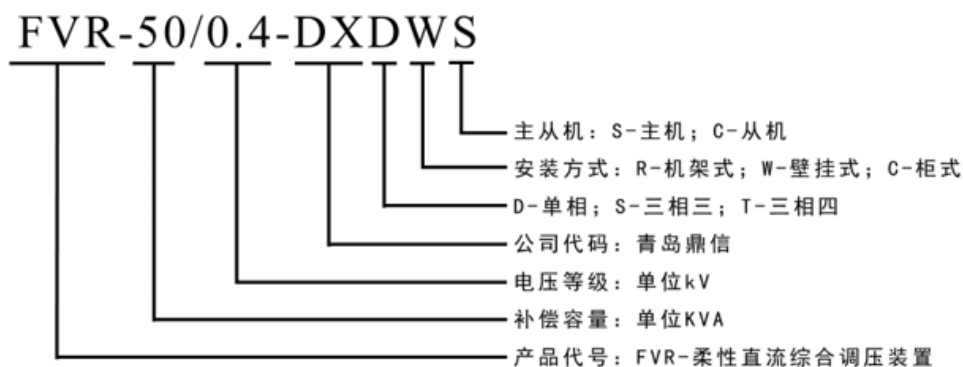 FVR-50/0.4-DXDWS
主从机：S-主机；C-从机
安装方式：R-机架式；W-壁挂式；C-柜式
D-单相；S-三相三；T-三相四
公司代码：青岛鼎信
电压等级：单位kV
补偿容量：单位KVA
产品代号：FVR-柔性直流综合调压装置